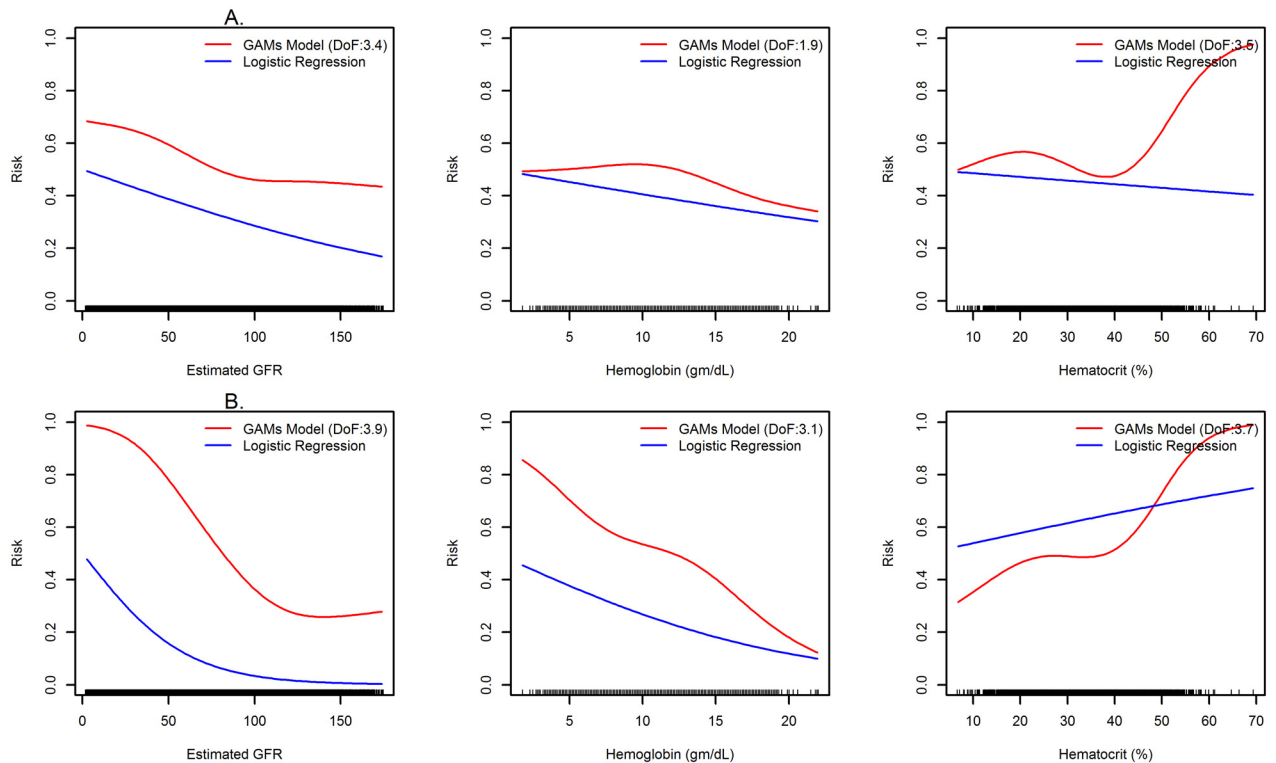 A.
GAMs Model (DoF:3.4)
Logistic Regression
Risk
0.0 0.2 0.4 0.6 0.8 1.0
0 50 100 150
Estimated GFR
GAMs Model (DoF:1.9)
Logistic Regression
Risk
0.0 0.2 0.4 0.6 0.8 1.0
5 10 15 20
Hemoglobin (gm/dL)
GAMs Model (DoF:3.5)
Logistic Regression
Risk
0.0 0.2 0.4 0.6 0.8 1.0
10 20 30 40 50 60 70
Hematocrit (%)
B.
GAMs Model (DoF:3.9)
Logistic Regression
Risk
0.0 0.2 0.4 0.6 0.8 1.0
0 50 100 150
Estimated GFR
GAMs Model (DoF:3.1)
Logistic Regression
Risk
0.0 0.2 0.4 0.6 0.8 1.0
5 10 15 20
Hemoglobin (gm/dL)
GAMs Model (DoF:3.7)
Logistic Regression
Risk
0.0 0.2 0.4 0.6 0.8 1.0
10 20 30 40 50 60 70
Hematocrit (%)